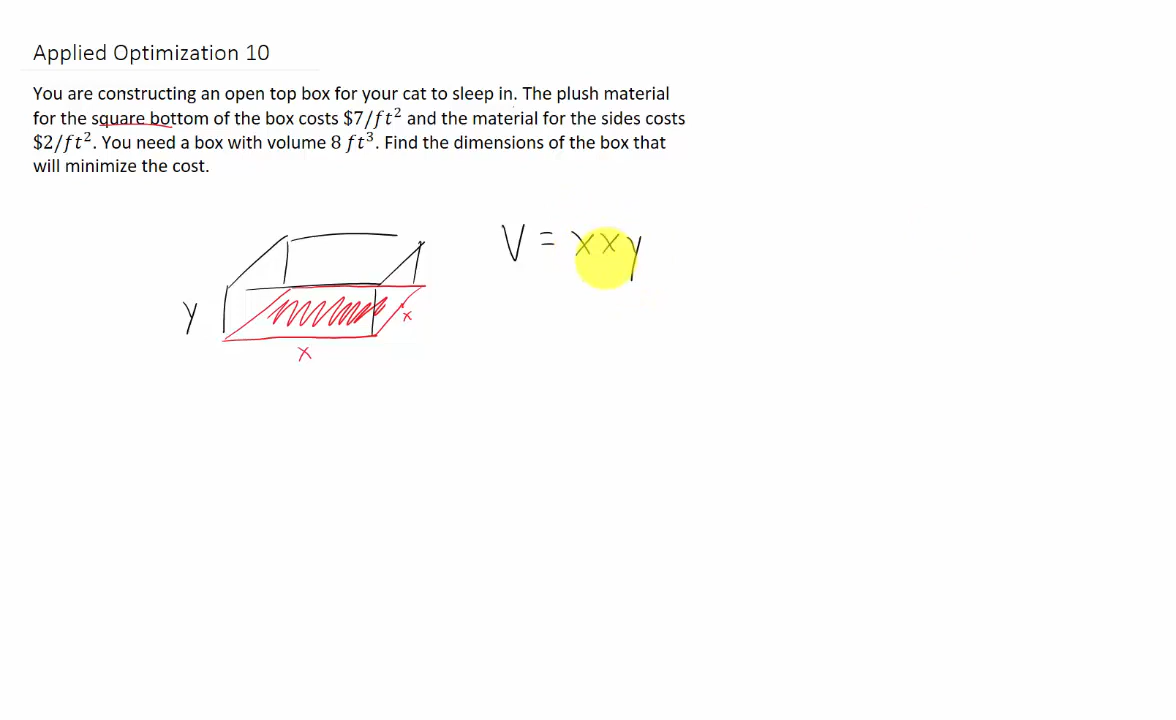 Applied Optimization 10
You are constructing an open top box for your cat to sleep in. The plush material
for the square bottom of the box costs $7/ft² and the material for the sides costs
$2/ft². You need a box with volume 8 ft³. Find the dimensions of the box that
will minimize the cost.
V = x x y
y
x
x